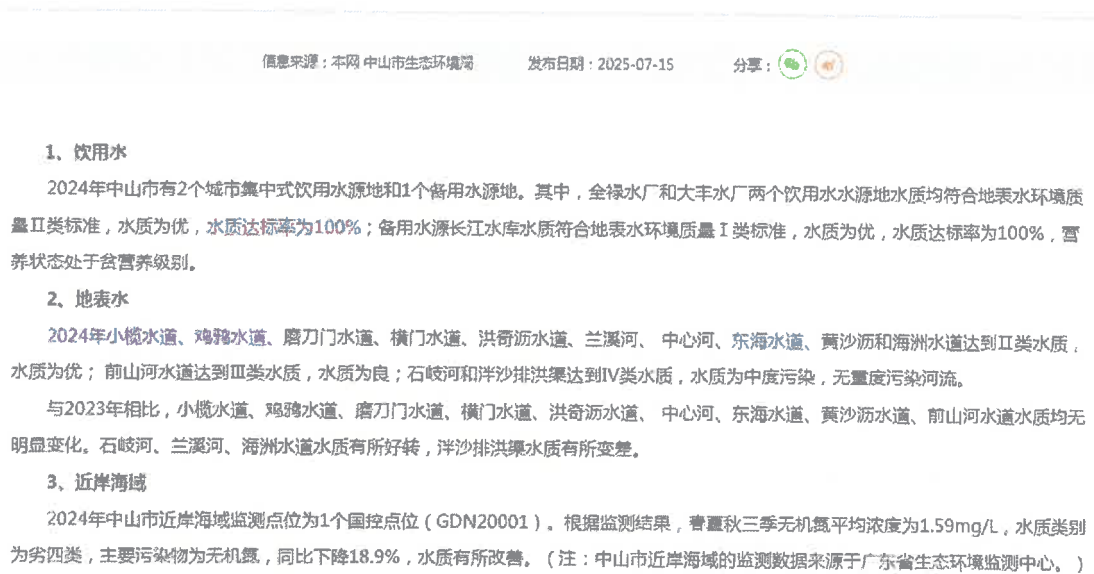 信息来源：本网 中山市生态环境局 发布日期：2025-07-15 分享：
1、饮用水
2024年中山市有2个城市集中式饮用水源地和1个备用水源地。其中，全禄水厂和大丰水厂两个饮用水水源地水质均符合地表水环境质
量Ⅱ类标准，水质为优，水质达标率为100%；备用水源长江水库水质符合地表水环境质量Ⅰ类标准，水质为优，水质达标率为100%，营
养状态处于贫营养级别。
2、地表水
2024年小榄水道、鸡鸦水道、磨刀门水道、横门水道、洪奇沥水道、兰溪河、 中心河、东海水道、黄沙沥和海洲水道达到Ⅱ类水质，
水质为优； 前山河水道达到Ⅲ类水质，水质为良；石岐河和泮沙排洪渠达到Ⅳ类水质，水质为中度污染，无重度污染河流。
与2023年相比，小榄水道、鸡鸦水道、磨刀门水道、横门水道、洪奇沥水道、 中心河、东海水道、黄沙沥水道、前山河水道水质均无
明显变化。石岐河、兰溪河、海洲水道水质有所好转，泮沙排洪渠水质有所变差。
3、近岸海域
2024年中山市近岸海域监测点位为1个国控点位（GDN20001）。根据监测结果，春夏秋三季无机氮平均浓度为1.59mg/L，水质类别
为劣四类，主要污染物为无机氮，同比下降18.9%，水质有所改善。（注：中山市近岸海域的监测数据来源于广东省生态环境监测中心。）